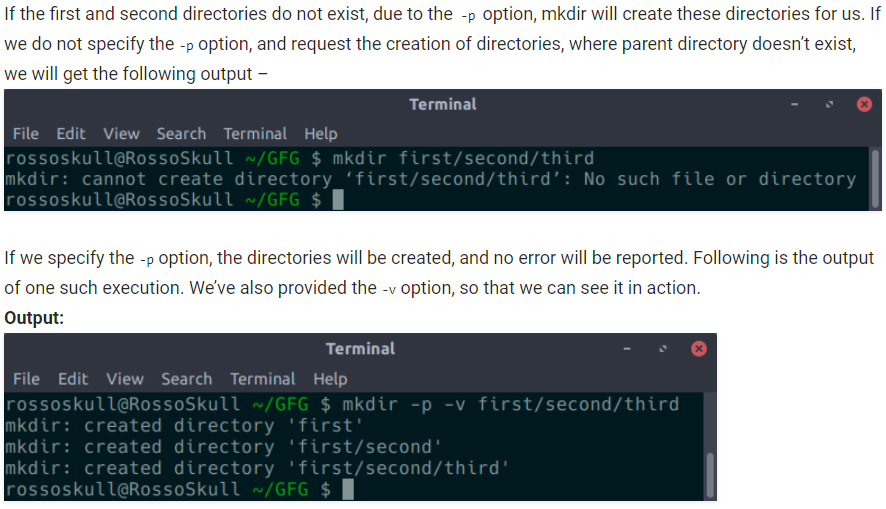 If the first and second directories do not exist, due to the -p option, mkdir will create these directories for us. If
we do not specify the -p option, and request the creation of directories, where parent directory doesn’t exist,
we will get the following output –
Terminal
File Edit View Search Terminal Help
rossoskull@RossoSkull ~/GFG $ mkdir first/second/third
mkdir: cannot create directory ‘first/second/third’: No such file or directory
rossoskull@RossoSkull ~/GFG $
If we specify the -p option, the directories will be created, and no error will be reported. Following is the output
of one such execution. We’ve also provided the -v option, so that we can see it in action.
Output:
Terminal
File Edit View Search Terminal Help
rossoskull@RossoSkull ~/GFG $ mkdir -p -v first/second/third
mkdir: created directory 'first'
mkdir: created directory 'first/second'
mkdir: created directory 'first/second/third'
rossoskull@RossoSkull ~/GFG $